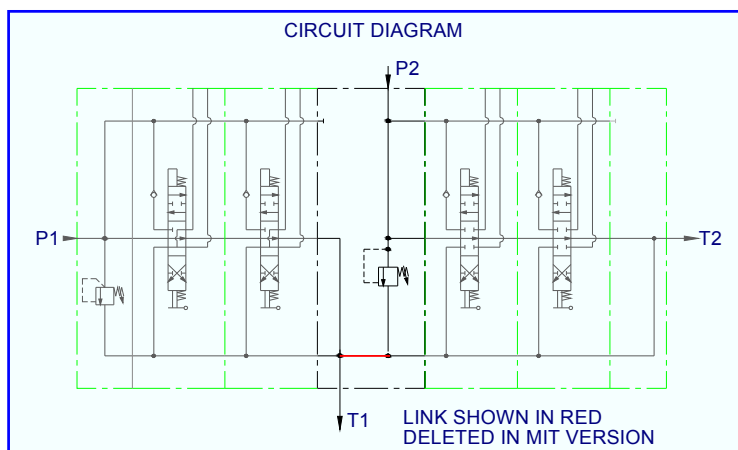 CIRCUIT DIAGRAM
P2
P1
T2
T1
LINK SHOWN IN RED
DELETED IN MIT VERSION